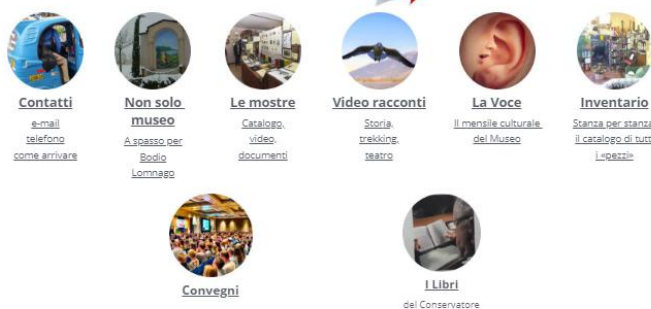 Contatti
e-mail
telefono
come arrivare
Non solo
museo
A spasso per
Bodio
Lomnago
Le mostre
Catalogo,
video,
documenti
Video racconti
Storia,
trekking,
teatro
La Voce
Il mensile culturale
del Museo
Inventario
Stanza per stanza
il catalogo di tutt
i «pezzi»
Convegni
I Libri
del Conservatore